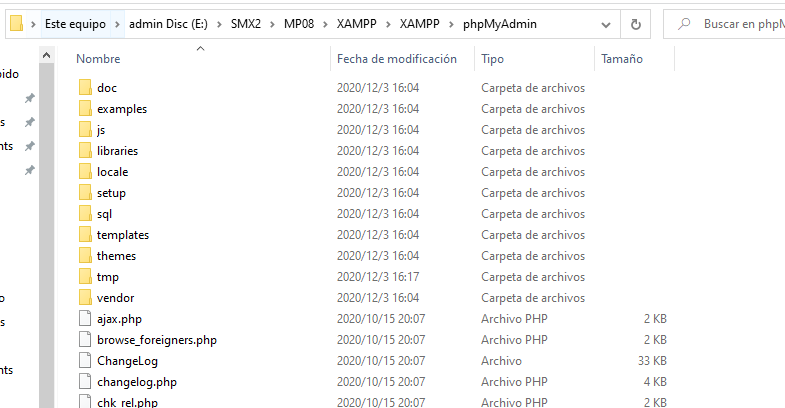 Este equipo > admin Disc (E:) > SMX2 > MP08 > XAMPP > XAMPP > phpMyAdmin Buscar en phpM
Nombre Fecha de modificación Tipo Tamaño
doc 2020/12/3 16:04 Carpeta de archivos
examples 2020/12/3 16:04 Carpeta de archivos
js 2020/12/3 16:04 Carpeta de archivos
libraries 2020/12/3 16:04 Carpeta de archivos
locale 2020/12/3 16:04 Carpeta de archivos
setup 2020/12/3 16:04 Carpeta de archivos
sql 2020/12/3 16:04 Carpeta de archivos
templates 2020/12/3 16:04 Carpeta de archivos
themes 2020/12/3 16:04 Carpeta de archivos
tmp 2020/12/3 16:17 Carpeta de archivos
vendor 2020/12/3 16:04 Carpeta de archivos
ajax.php 2020/10/15 20:07 Archivo PHP 2 KB
browse_foreigners.php 2020/10/15 20:07 Archivo PHP 2 KB
ChangeLog 2020/10/15 20:07 Archivo 33 KB
changelog.php 2020/10/15 20:07 Archivo PHP 4 KB
chk_rel.php 2020/10/15 20:07 Archivo PHP 2 KB